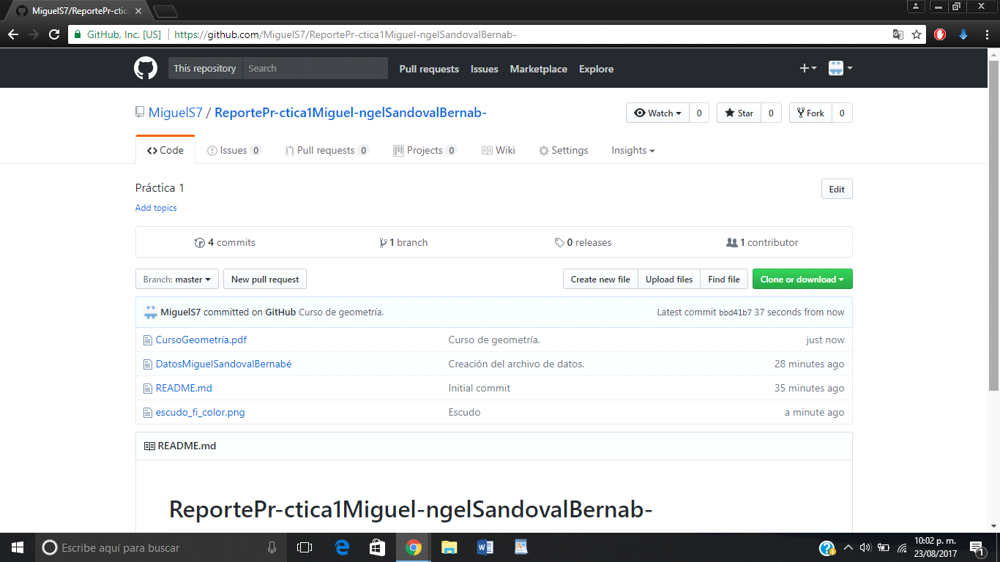 MiguelS7/ReportePr-ctic
GitHub, Inc. [US] https://github.com/MiguelS7/ReportePr-ctica1Miguel-ngelSandovalBernab-
This repository Search Pull requests Issues Marketplace Explore
MiguelS7 / ReportePr-ctica1Miguel-ngelSandovalBernab- Watch 0 Star 0 Fork 0
Code Issues 0 Pull requests 0 Projects 0 Wiki Settings Insights
Práctica 1 Edit
Add topics
4 commits 1 branch 0 releases 1 contributor
Branch: master New pull request Create new file Upload files Find file Clone or download
MiguelS7 committed on GitHub Curso de geometría. Latest commit bbd41b7 37 seconds from now
CursoGeometría.pdf Curso de geometría. just now
DatosMiguelSandovalBernabé Creación del archivo de datos. 28 minutes ago
README.md Initial commit 35 minutes ago
escudo_fi_color.png Escudo a minute ago
README.md
ReportePr-ctica1Miguel-ngelSandovalBernab-
Escribe aquí para buscar 10:02 p. m.
23/08/2017 1